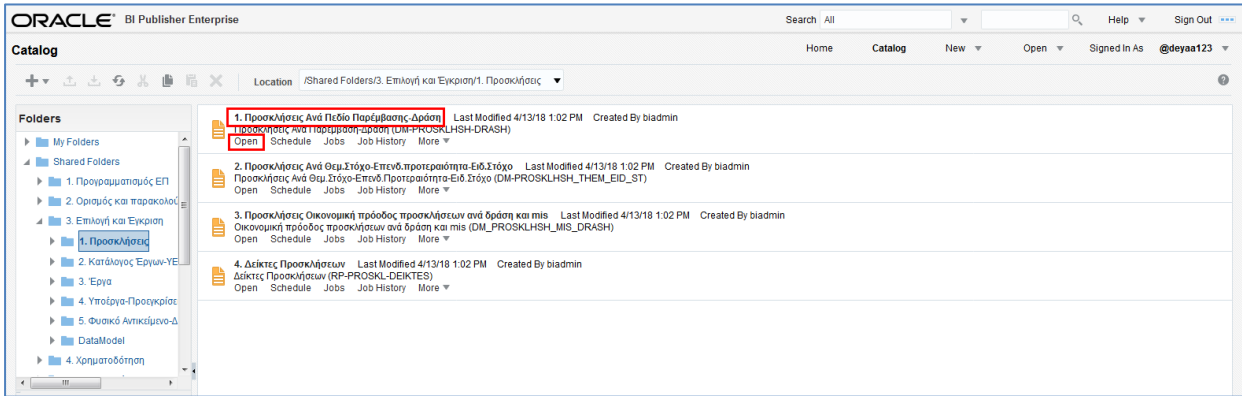 ORACLE BI Publisher Enterprise Search All Help Sign Out
Catalog Home Catalog New Open Signed In As @deyaa123
Location /Shared Folders/3. Επιλογή και Έγκριση/1. Προσκλήσεις
Folders
My Folders
Shared Folders
1. Προγραμματισμός ΕΠ
2. Ορισμός και παρακολού
3. Επιλογή και Έγκριση
1. Προσκλήσεις
2. Κατάλογος Έργων-ΥΕ
3. Έργα
4. Υποέργα-Προεγκρίσε
5. Φυσικό Αντικείμενο-Δ
DataModel
4. Χρηματοδότηση
1. Προσκλήσεις Ανά Πεδίο Παρέμβασης-Δράση Last Modified 4/13/18 1:02 PM Created By biadmin
Προσκλήσεις Ανά Παρέμβαση-Δράση (DM-PROSKLHSH-DRASH)
Open Schedule Jobs Job History More
2. Προσκλήσεις Ανά Θεμ.Στόχο-Επενδ.προτεραιότητα-Ειδ.Στόχο Last Modified 4/13/18 1:02 PM Created By biadmin
Προσκλήσεις Ανά Θεμ.Στόχο-Επενδ.Προτεραιότητα-Ειδ.Στόχο (DM-PROSKLHSH_THEM_EID_ST)
Open Schedule Jobs Job History More
3. Προσκλήσεις Οικονομική πρόοδος προσκλήσεων ανά δράση και mis Last Modified 4/13/18 1:02 PM Created By biadmin
Οικονομική πρόοδος προσκλήσεων ανά δράση και mis (DM_PROSKLHSH_MIS_DRASH)
Open Schedule Jobs Job History More
4. Δείκτες Προσκλήσεων Last Modified 4/13/18 1:02 PM Created By biadmin
Δείκτες Προσκλήσεων (RP-PROSKL-DEIKTES)
Open Schedule Jobs Job History More